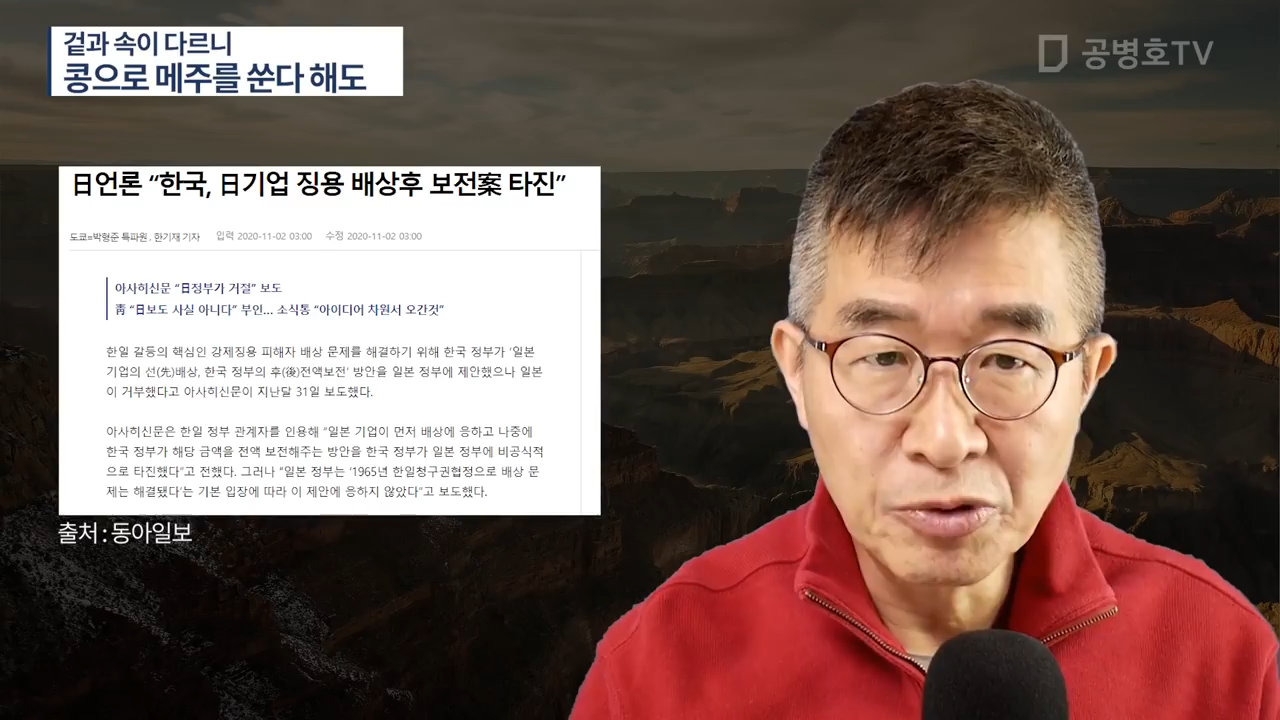 겉과 속이 다르니
콩으로 메주를 쑨다 해도
공병호TV
日언론 “한국, 日기업 징용 배상후 보전案 타진”
도쿄=박형준 특파원, 한기재 기자 입력 2020-11-02 03:00 수정 2020-11-02 03:00
아사히신문 “日정부가 거절” 보도
靑 “日보도 사실 아니다” 부인... 소식통 “아이디어 차원서 오간것”
한일 갈등의 핵심인 강제징용 피해자 배상 문제를 해결하기 위해 한국 정부가 ‘일본
기업의 선(先)배상, 한국 정부의 후(後)전액보전’ 방안을 일본 정부에 제안했으나 일본
이 거부했다고 아사히신문이 지난달 31일 보도했다.
아사히신문은 한일 정부 관계자를 인용해 “일본 기업이 먼저 배상에 응하고 나중에
한국 정부가 해당 금액을 전액 보전해주는 방안을 한국 정부가 일본 정부에 비공식적
으로 타진했다”고 전했다. 그러나 “일본 정부는 ‘1965년 한일청구권협정으로 배상 문
제는 해결됐다’는 기본 입장에 따라 이 제안에 응하지 않았다”고 보도했다.
출처 : 동아일보